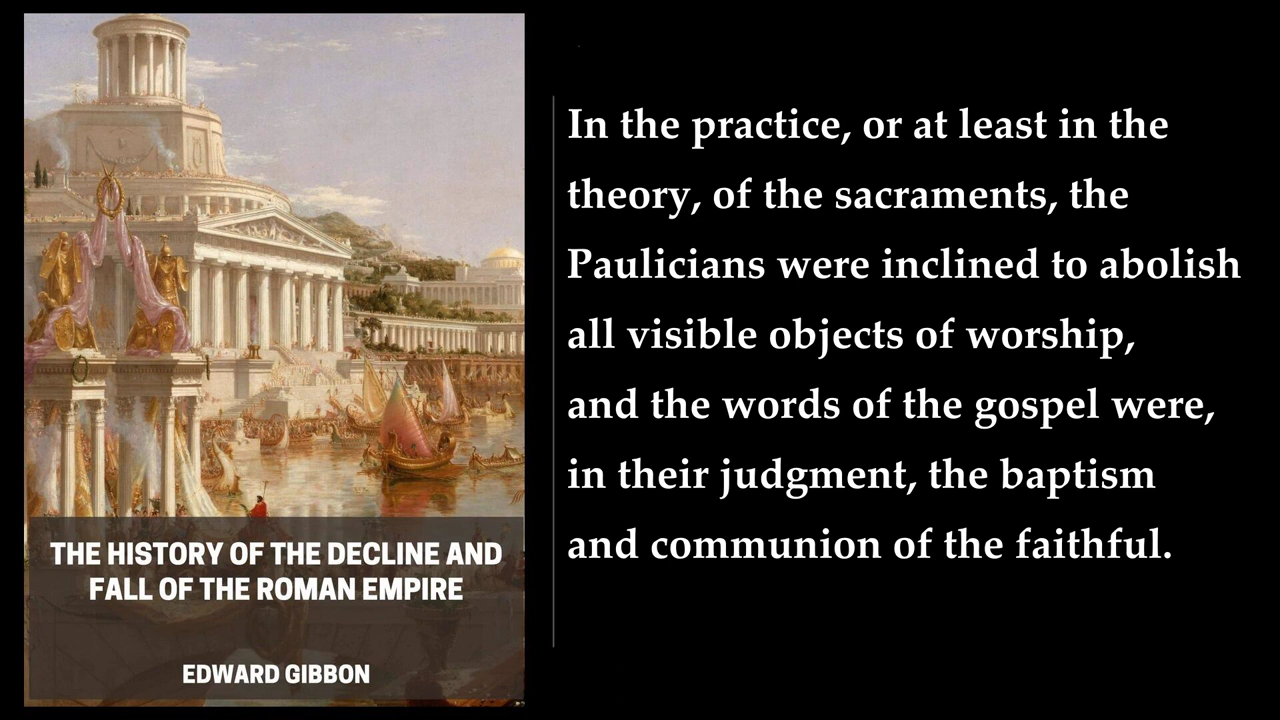 THE HISTORY OF THE DECLINE AND
FALL OF THE ROMAN EMPIRE
EDWARD GIBBON
In the practice, or at least in the
theory, of the sacraments, the
Paulicians were inclined to abolish
all visible objects of worship,
and the words of the gospel were,
in their judgment, the baptism
and communion of the faithful.